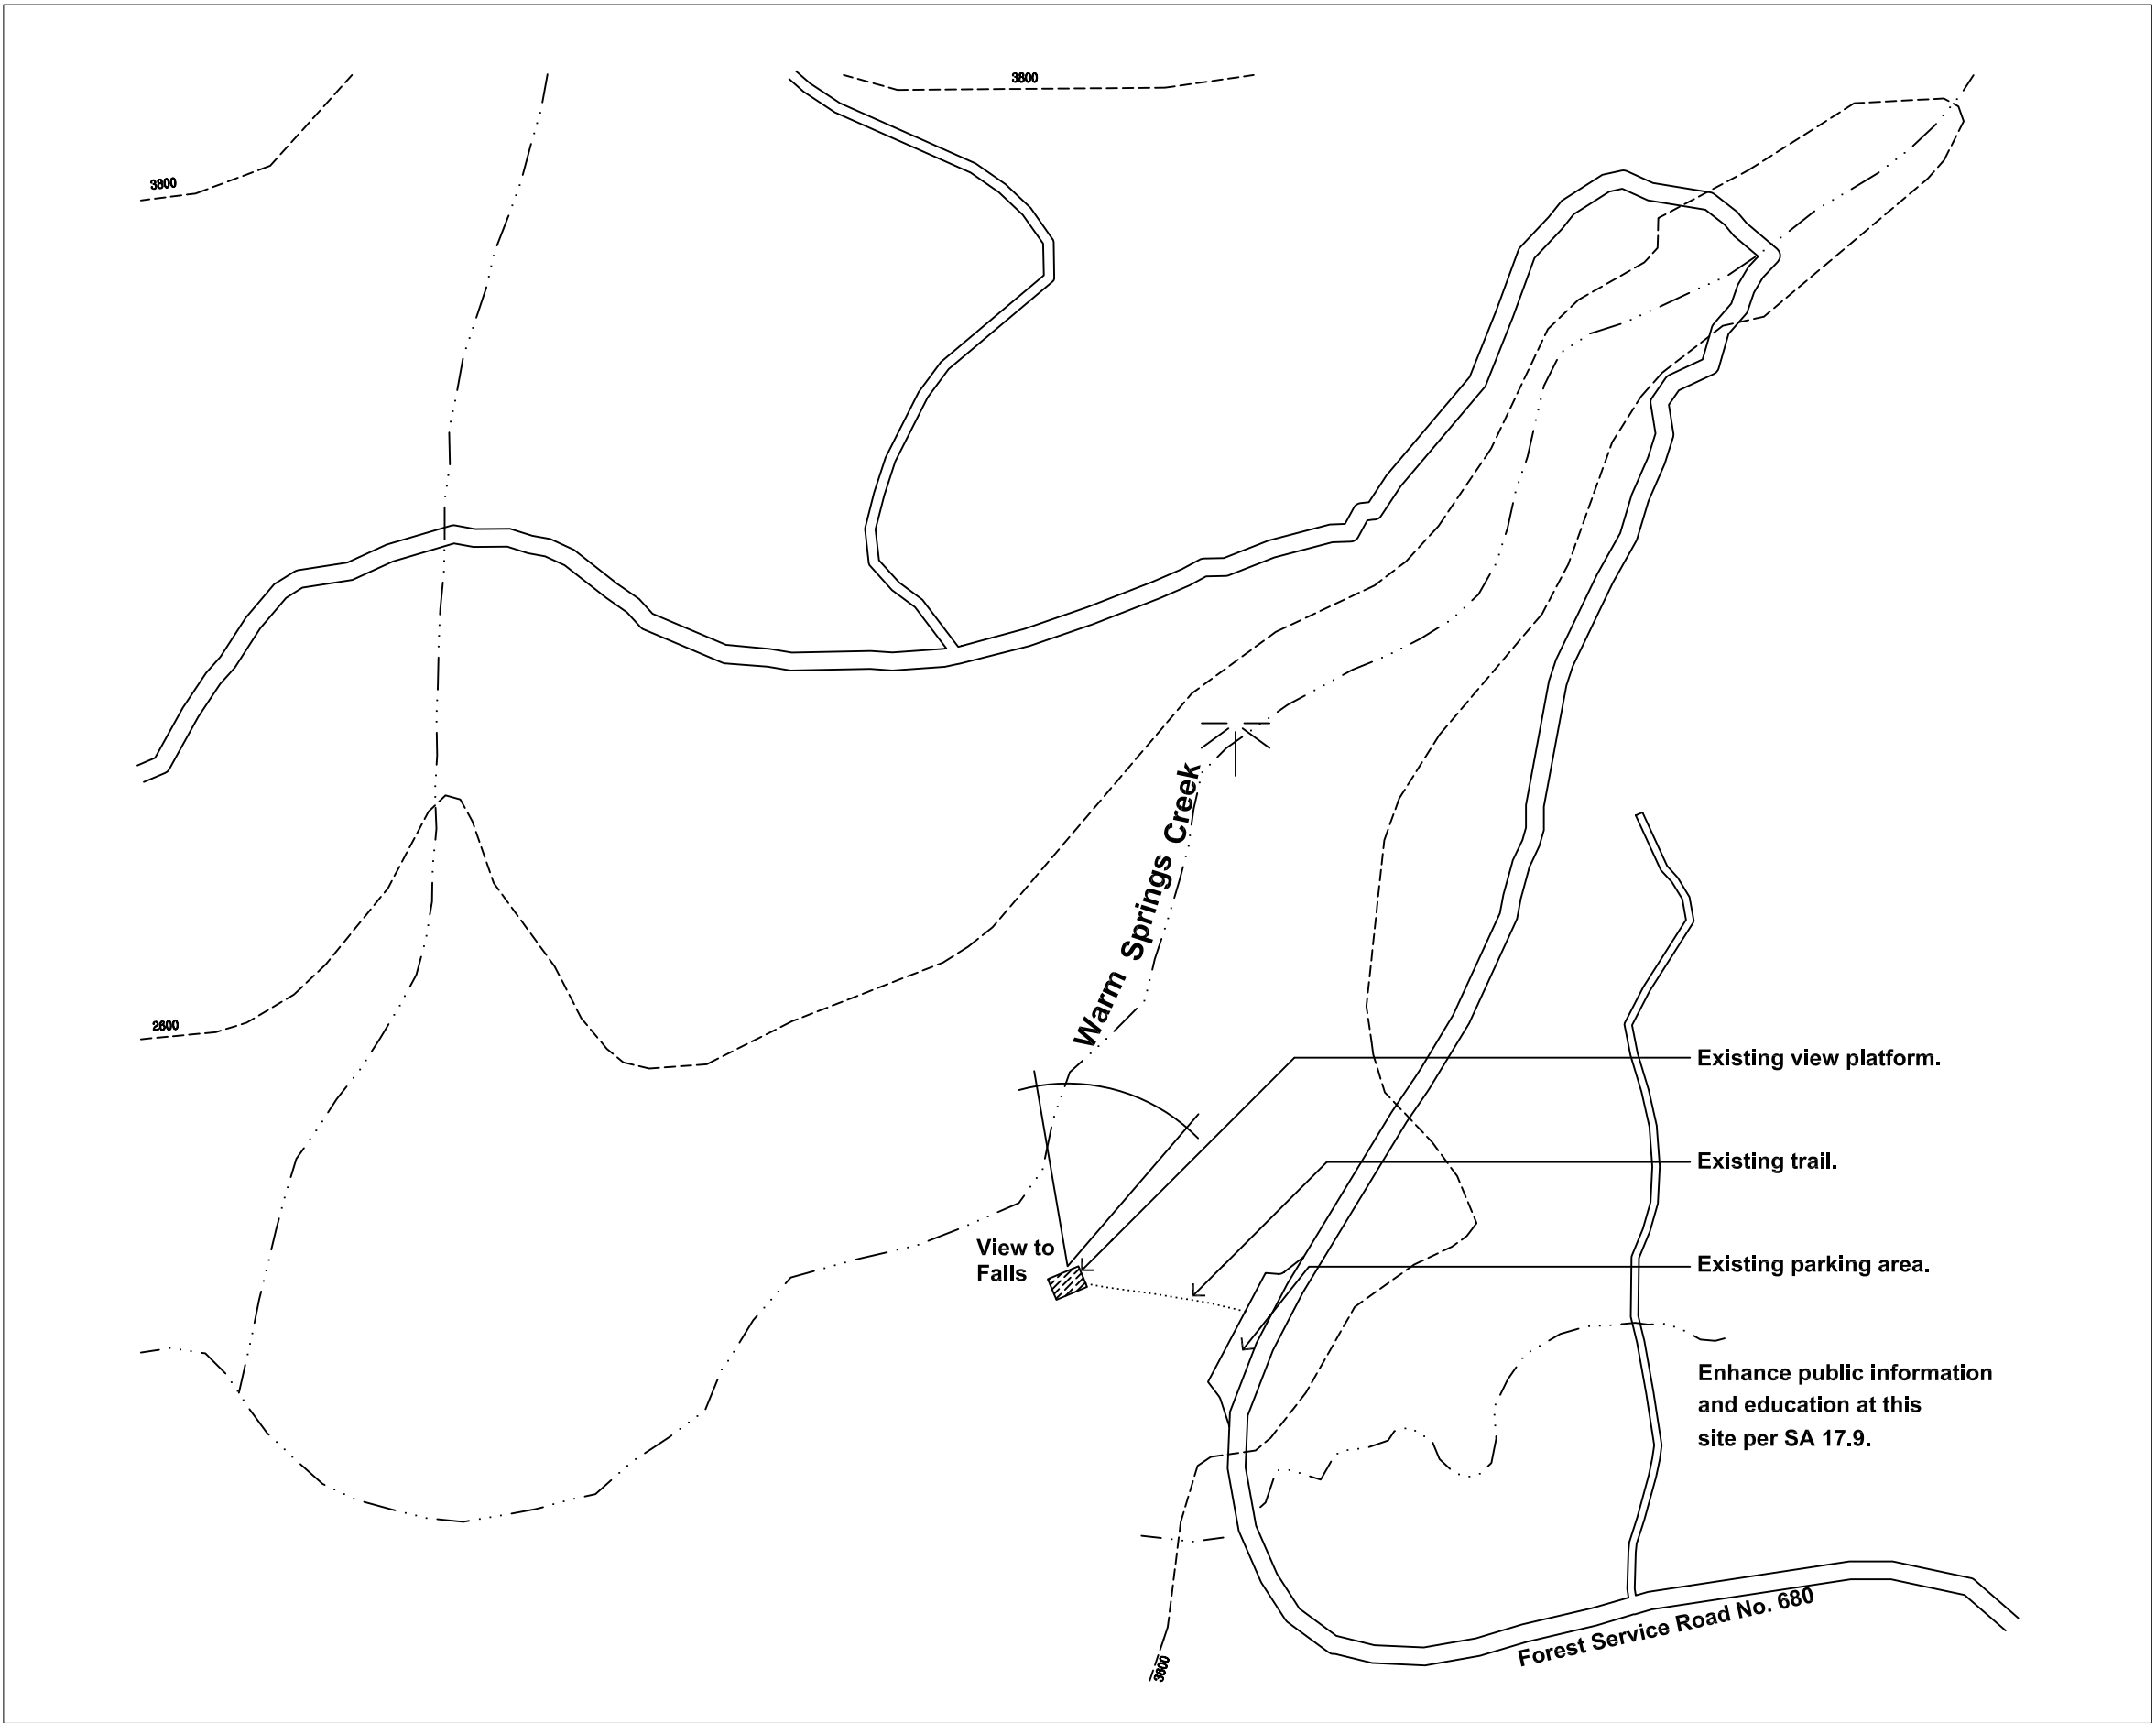 3800
3800
Warm Springs Creek
2800
Existing view platform.
Existing trail.
View to
Falls
Existing parking area.
Enhance public information
and education at this
site per SA 17.9.
Forest Service Road No. 680
3600